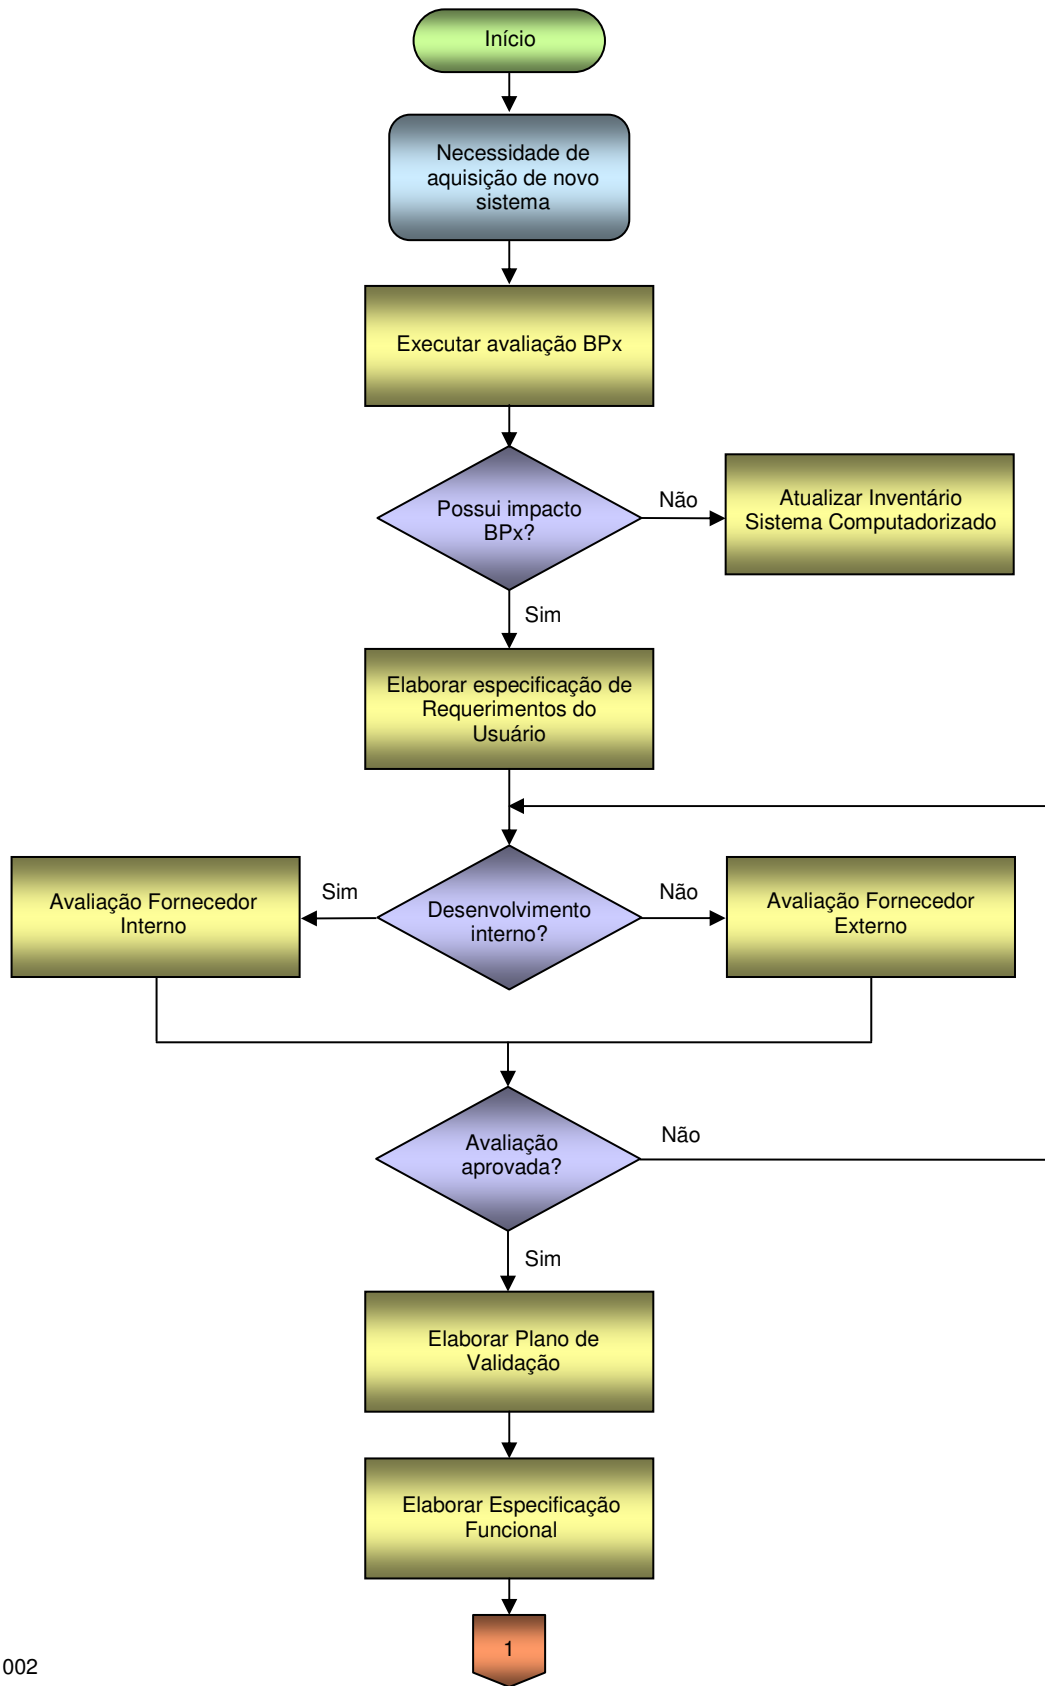 Início
Necessidade de
aquisição de novo
sistema
Executar avaliação BPx
Possui impacto
BPx?
Não
Atualizar Inventário
Sistema Computadorizado
Sim
Elaborar especificação de
Requerimentos do
Usuário
Avaliação Fornecedor
Interno
Sim
Desenvolvimento
interno?
Não
Avaliação Fornecedor
Externo
Avaliação
aprovada?
Não
Sim
Elaborar Plano de
Validação
Elaborar Especificação
Funcional
1
002